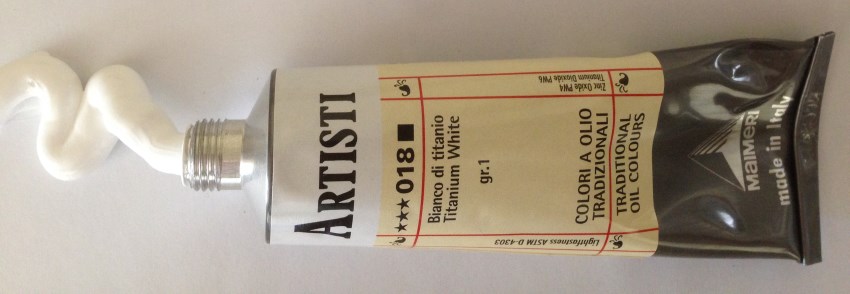 ARTISTI
★★★018■
Bianco di titanio
Titanium White
gr.1
COLORI A OLIO
TRADIZIONALI
TRADITIONAL
OIL COLOURS
Zinc Oxide PW4
Titanium Dioxide PW6
Lightfastness ASTM D-4303
MaiMERI
made in Italy